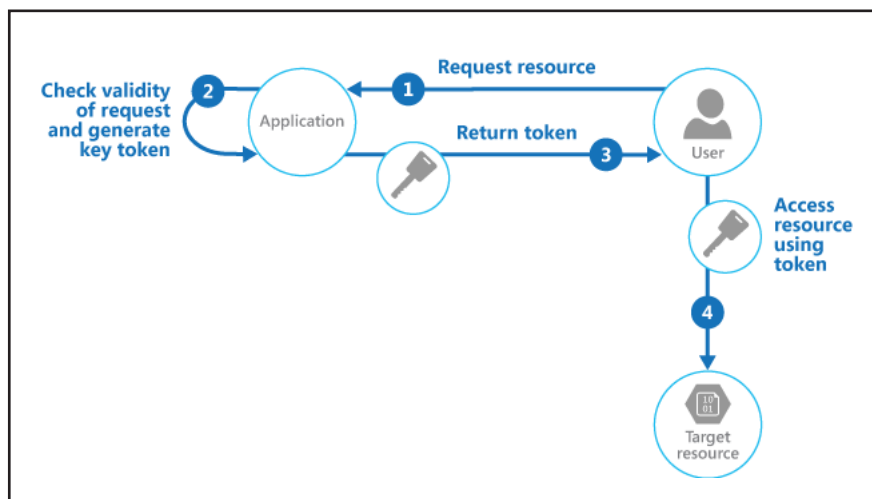 Request resource
1
2
Check validity
of request
and generate
key token
Application
User
Return token
3
Access
resource
using
token
4
10
01
Target
resource